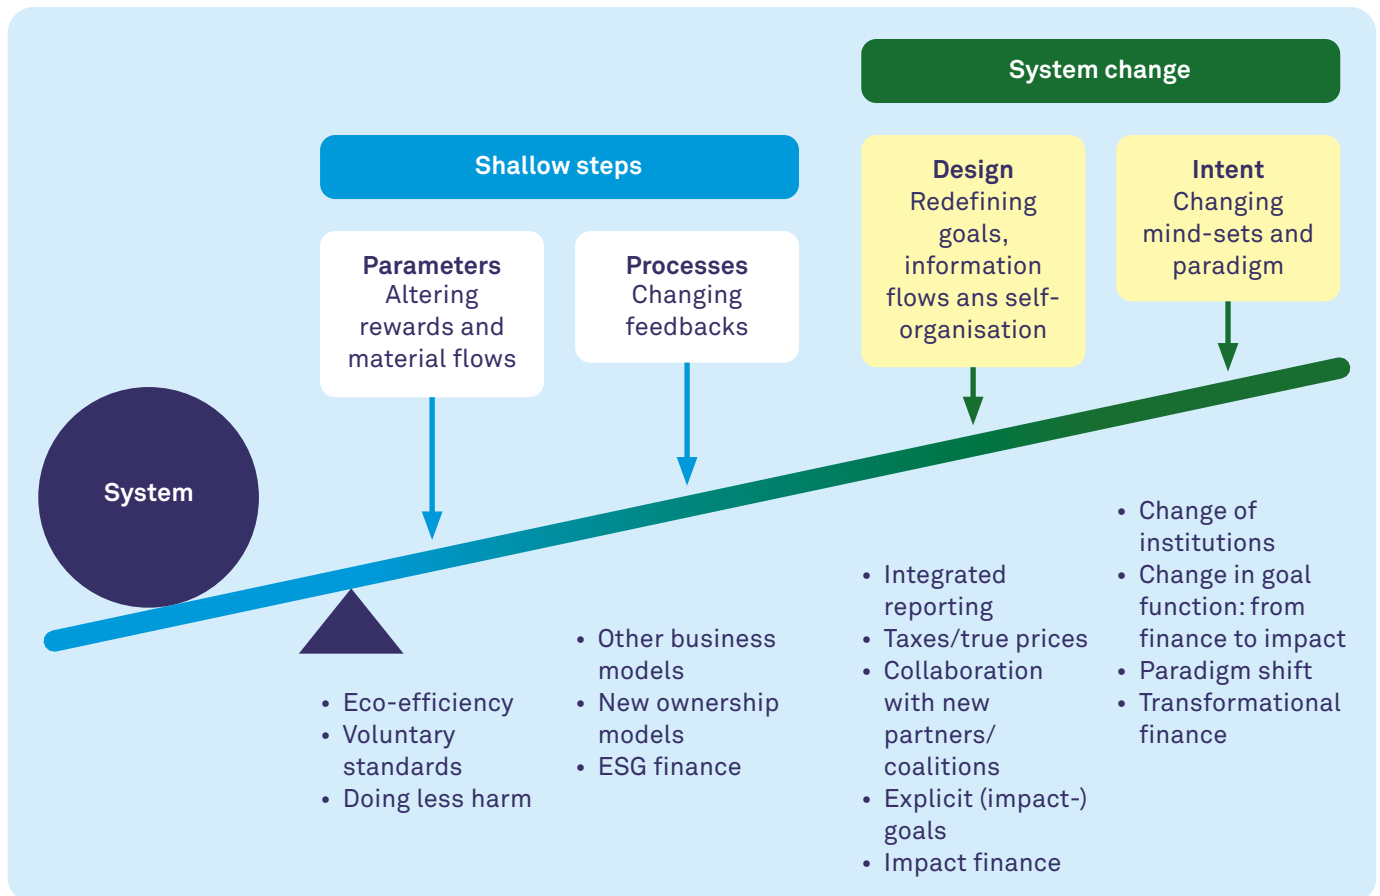 System change
Shallow steps
Parameters
Altering
rewards and
material flows
Processes
Changing
feedbacks
Design
Redefining
goals,
information
flows ans self-
organisation
Intent
Changing
mind-sets and
paradigm
System
• Eco-efficiency
• Voluntary
standards
• Doing less harm
• Other business
models
• New ownership
models
• ESG finance
• Integrated
reporting
• Taxes/true prices
• Collaboration
with new
partners/
coalitions
• Explicit (impact-)
goals
• Impact finance
• Change of
institutions
• Change in goal
function: from
finance to impact
• Paradigm shift
• Transformational
finance